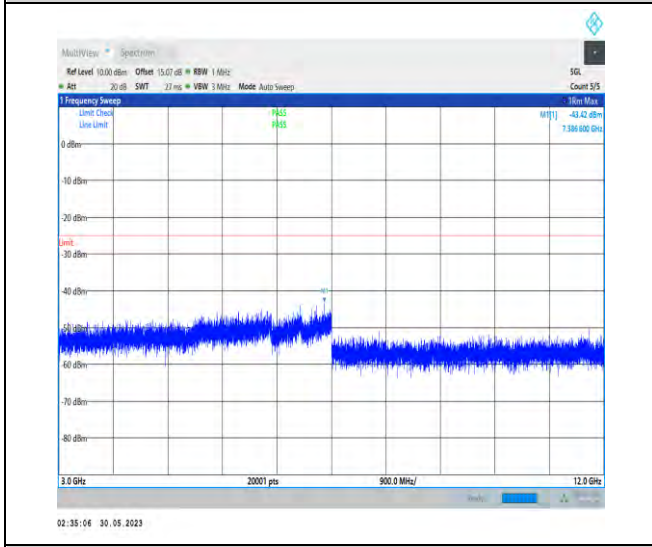 MultiView Spectrum
Ref Level 10.00 dBm Offset 15.07 dB RBW 1 MHz SGL
Att 20 dB SWT 27 ms VBW 3 MHz Mode Auto Sweep Count 5/5
1 Frequency Sweep 1Rm Max
Limit Check PASS M1[1] -43.42 dBm
Line Limit PASS 7.386 600 GHz
0 dBm
-10 dBm
-20 dBm
Limit
-30 dBm
-40 dBm
M1
-50 dBm
-60 dBm
-70 dBm
-80 dBm
3.0 GHz 20001 pts 900.0 MHz/ 12.0 GHz
02:35:06 30.05.2023